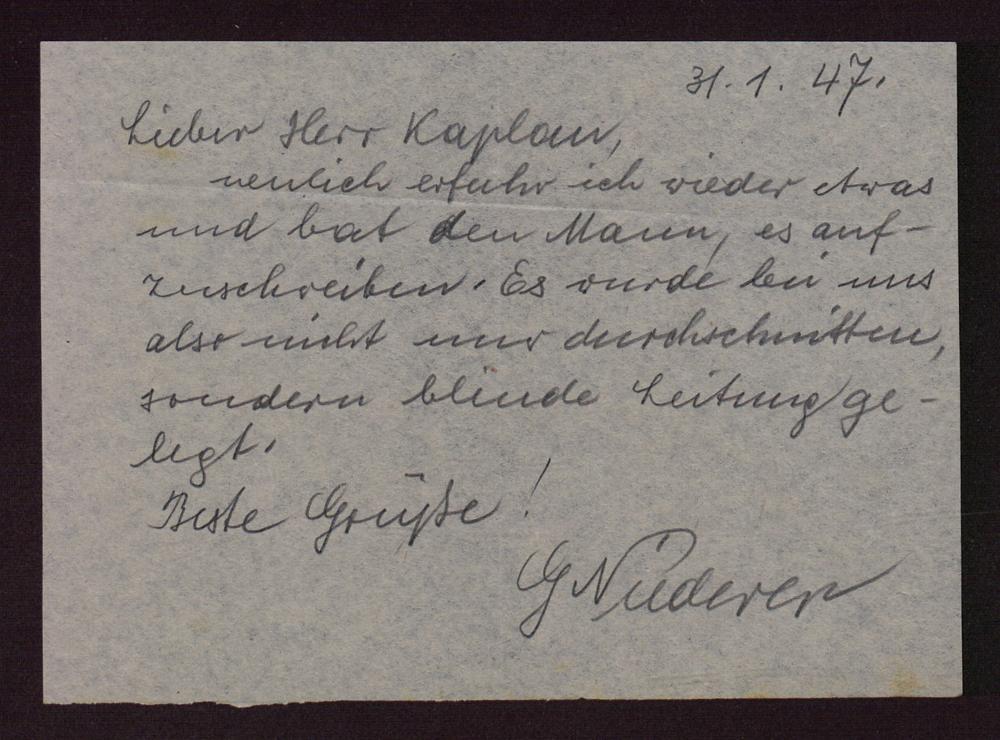 31. 1. 47.
Lieber Herr Kaplan,
neulich erfuhr ich wieder etwas
und bat den Mann, es auf-
zuschreiben. Es wurde bei uns
also nicht nur durchschnitten,
sondern blinde Leitung ge-
legt.
Beste Grüße!
G Niederer